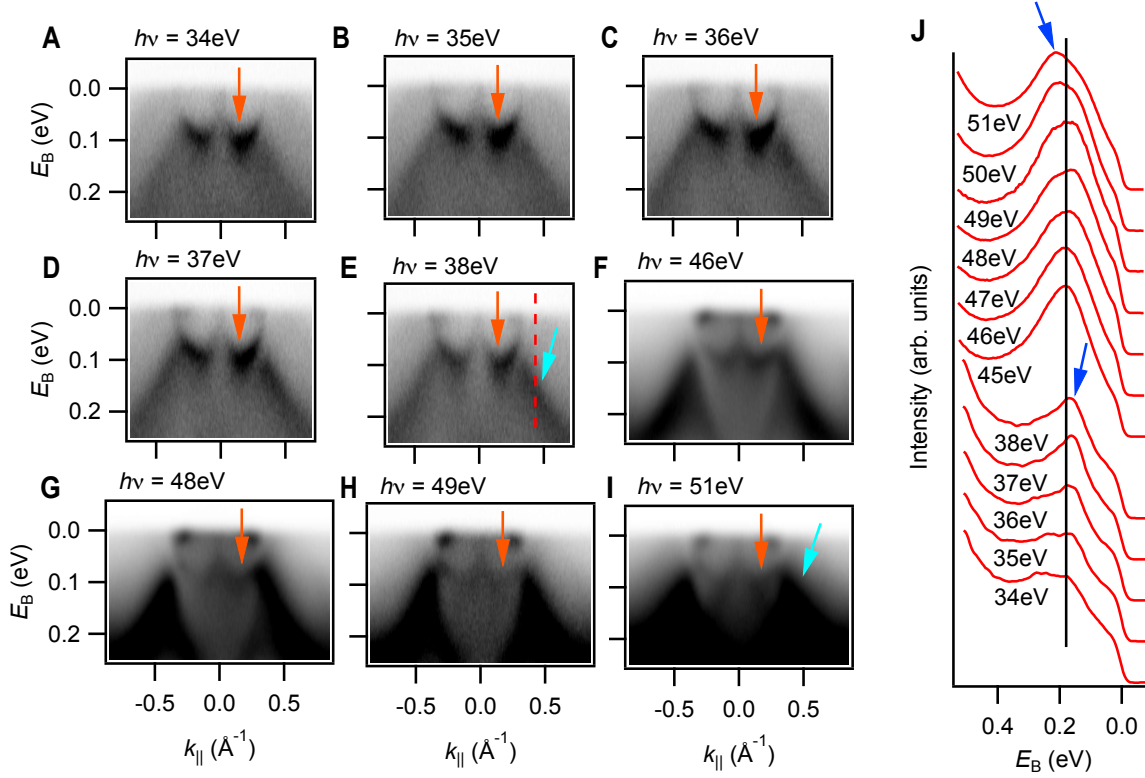 A
hν = 34eV
B
hν = 35eV
C
hν = 36eV
J
0.0
0.1
0.2
E_B (eV)
D
hν = 37eV
E
hν = 38eV
F
hν = 46eV
0.0
0.1
0.2
E_B (eV)
G
hν = 48eV
H
hν = 49eV
I
hν = 51eV
0.0
0.1
0.2
E_B (eV)
-0.5 0.0 0.5
k_|| (Å⁻¹)
-0.5 0.0 0.5
k_|| (Å⁻¹)
-0.5 0.0 0.5
k_|| (Å⁻¹)
Intensity (arb. units)
51eV
50eV
49eV
48eV
47eV
46eV
45eV
38eV
37eV
36eV
35eV
34eV
0.4 0.2 0.0
E_B (eV)